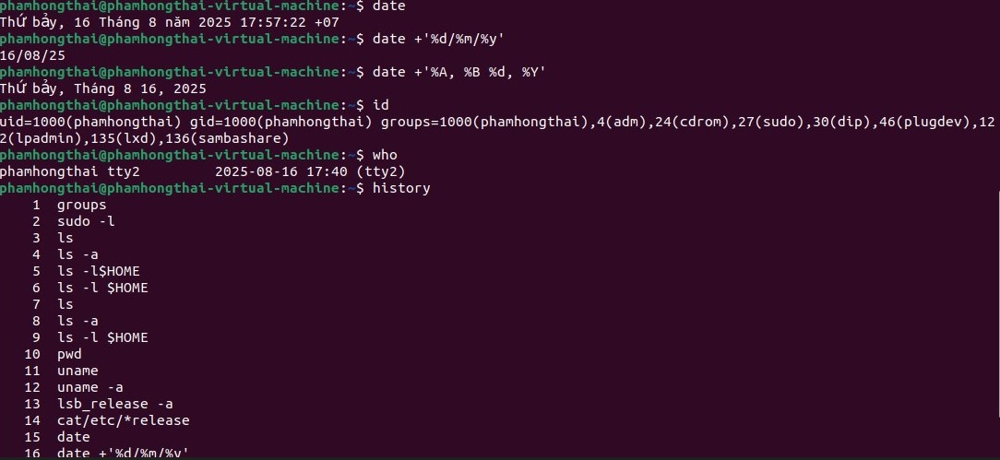 phamhongthai@phamhongthai-virtual-machine:~$ date
Thứ bảy, 16 Tháng 8 năm 2025 17:57:22 +07
phamhongthai@phamhongthai-virtual-machine:~$ date +'%d/%m/%y'
16/08/25
phamhongthai@phamhongthai-virtual-machine:~$ date +'%A, %B %d, %Y'
Thứ bảy, Tháng 8 16, 2025
phamhongthai@phamhongthai-virtual-machine:~$ id
uid=1000(phamhongthai) gid=1000(phamhongthai) groups=1000(phamhongthai),4(adm),24(cdrom),27(sudo),30(dip),46(plugdev),12
2(lpadmin),135(lxd),136(sambashare)
phamhongthai@phamhongthai-virtual-machine:~$ who
phamhongthai tty2         2025-08-16 17:40 (tty2)
phamhongthai@phamhongthai-virtual-machine:~$ history
    1  groups
    2  sudo -l
    3  ls
    4  ls -a
    5  ls -l$HOME
    6  ls -l $HOME
    7  ls
    8  ls -a
    9  ls -l $HOME
   10  pwd
   11  uname
   12  uname -a
   13  lsb_release -a
   14  cat/etc/*release
   15  date
   16  date +'%d/%m/%y'